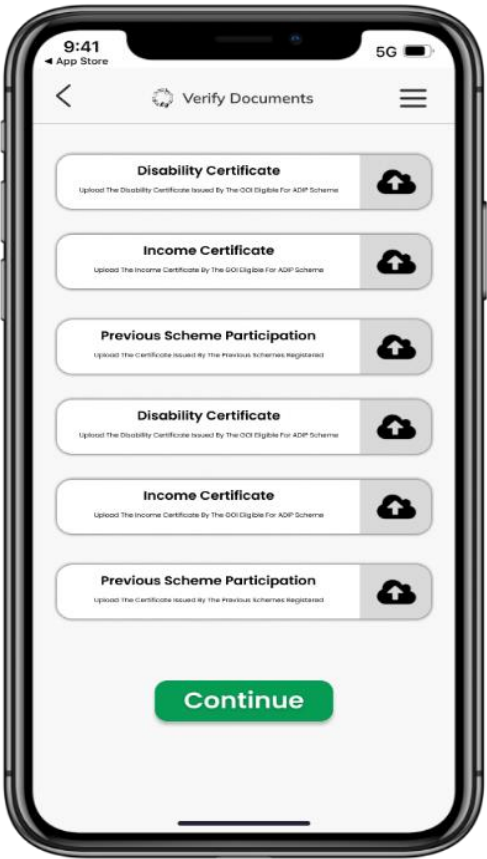 9:41
5G
App Store
Verify Documents
Disability Certificate
Upload The Disability Certificate Issued By The GOI Eligible For ADIP Scheme
Income Certificate
Upload The Income Certificate By The GOI Eligible For ADIP Scheme
Previous Scheme Participation
Upload The Certificate Issued By The Previous Schemes Registered
Disability Certificate
Upload The Disability Certificate Issued By The GOI Eligible For ADIP Scheme
Income Certificate
Upload The Income Certificate By The GOI Eligible For ADIP Scheme
Previous Scheme Participation
Upload The Certificate Issued By The Previous Schemes Registered
Continue